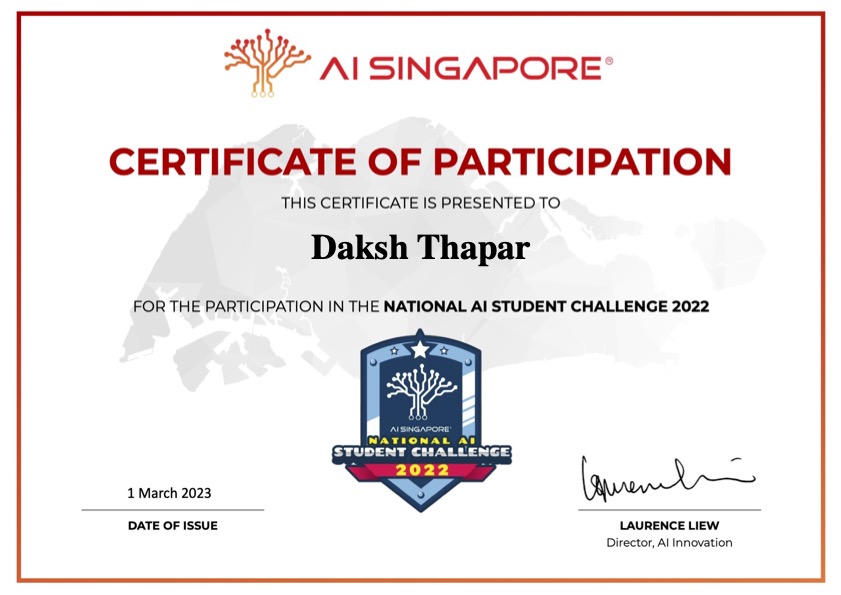 AI SINGAPORE®
CERTIFICATE OF PARTICIPATION
THIS CERTIFICATE IS PRESENTED TO
Daksh Thapar
FOR THE PARTICIPATION IN THE NATIONAL AI STUDENT CHALLENGE 2022
AI SINGAPORE®
NATIONAL AI
STUDENT CHALLENGE
2022
1 March 2023
DATE OF ISSUE
LAURENCE LIEW
Director, AI Innovation